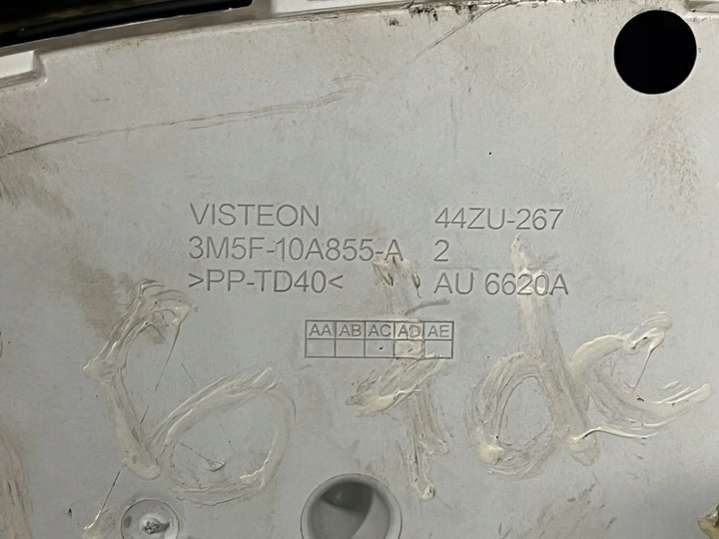 VISTEON 44ZU-267
3M5F-10A855-A 2
>PP-TD40< AU 6620A
AA AB AC AD AE